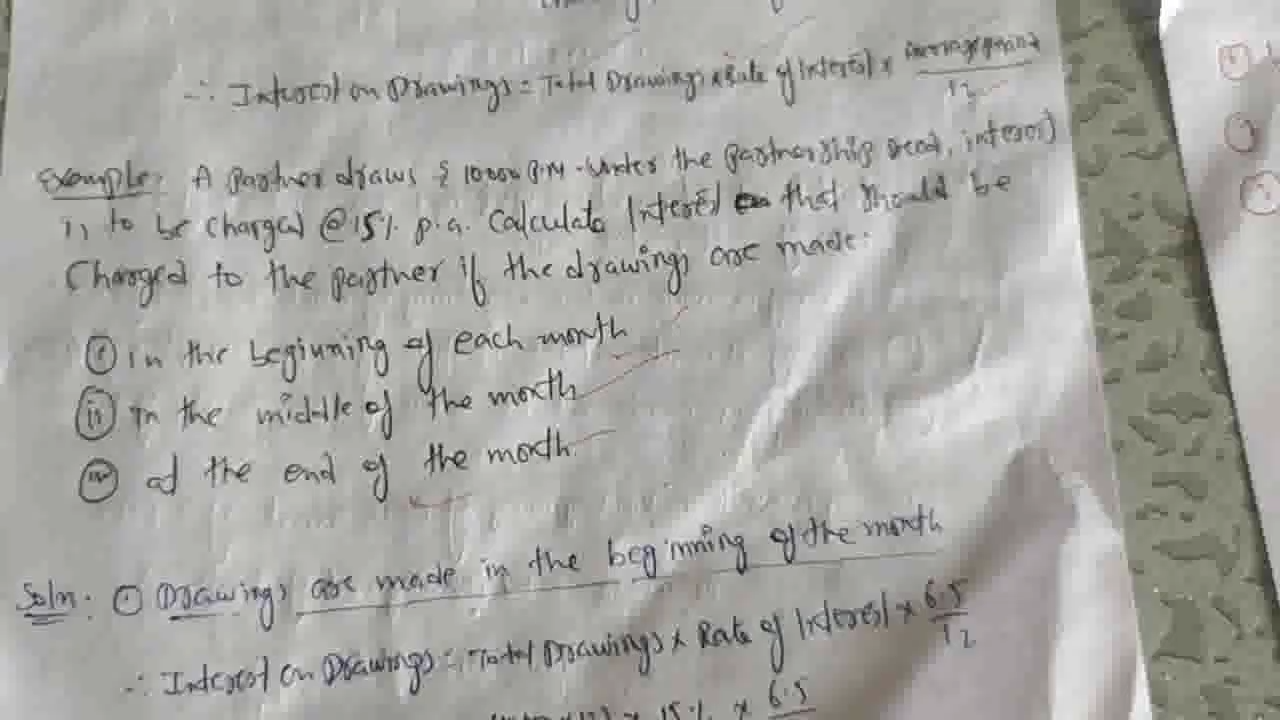 ∴ Interest on Drawings = Total Drawings × Rate of Interest ×
12
Example: A Partner draws ₹ 10000 P.M. Under the partnership deed, interest
is to be charged @ 15% p.a. Calculate Interest that should be
Charged to the partner if the drawings are made:
(i) in the beginning of each month
(ii) in the middle of the month
(iii) at the end of the month
Soln: (i) Drawings are made in the beginning of the month
∴ Interest on Drawings = Total Drawings × Rate of Interest × 6.5
12
× 15% × 6.5